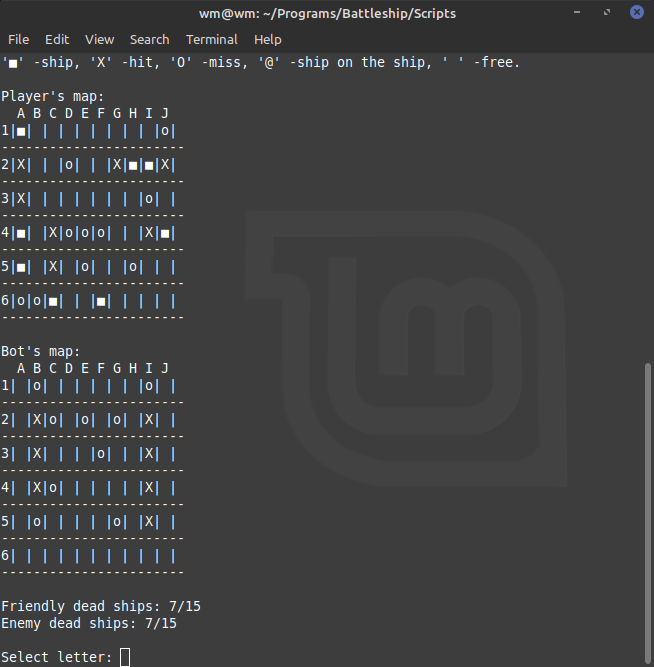 wm@wm: ~/Programs/Battleship/Scripts
File Edit View Search Terminal Help
'■' -ship, 'X' -hit, 'O' -miss, '@' -ship on the ship, ' ' -free.
Player's map:
  A B C D E F G H I J
1|■| | | | | | | | |o|
-----------------------
2|X| | |o| | |X|■|■|X|
-----------------------
3|X| | | | | | | |o| |
-----------------------
4|■| |X|o|o|o| | |X|■|
-----------------------
5|■| |X| |o| | |o| | |
-----------------------
6|o|o|■| | |■| | | | |
-----------------------
Bot's map:
  A B C D E F G H I J
1| |o| | | | | | |o| |
-----------------------
2| |X|o| |o| |o| |X| |
-----------------------
3| |X| | | |o| | |X| |
-----------------------
4| |X|o| | | | | |X| |
-----------------------
5| |o| | | | |o| |X| |
-----------------------
6| | | | | | | | | | |
-----------------------
Friendly dead ships: 7/15
Enemy dead ships: 7/15
Select letter: